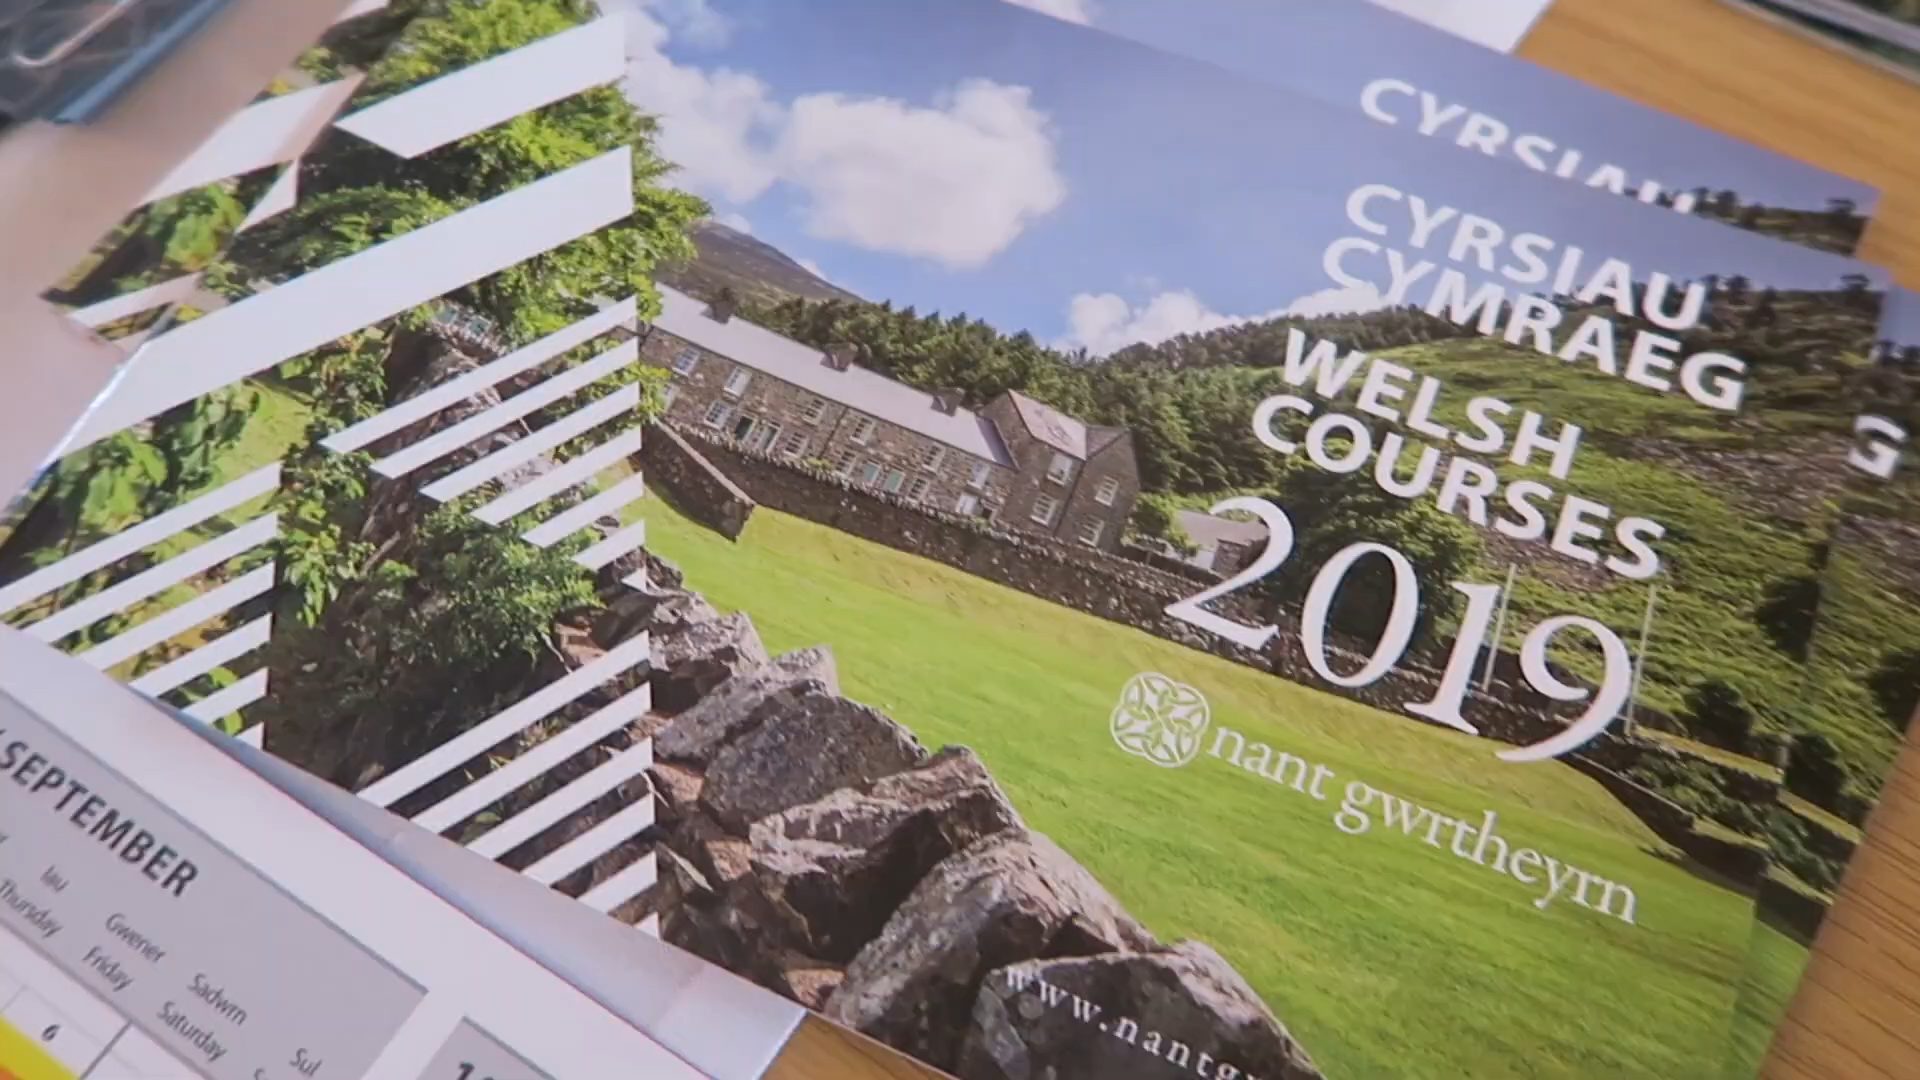 CYRSIAU
CYRSIAU
CYMRAEG
G
WELSH
COURSES
2019
nant gwrtheyrn
www.nantg
SEPTEMBER
Iau Gwener Sadwrn Sul
Thursday Friday Saturday
6